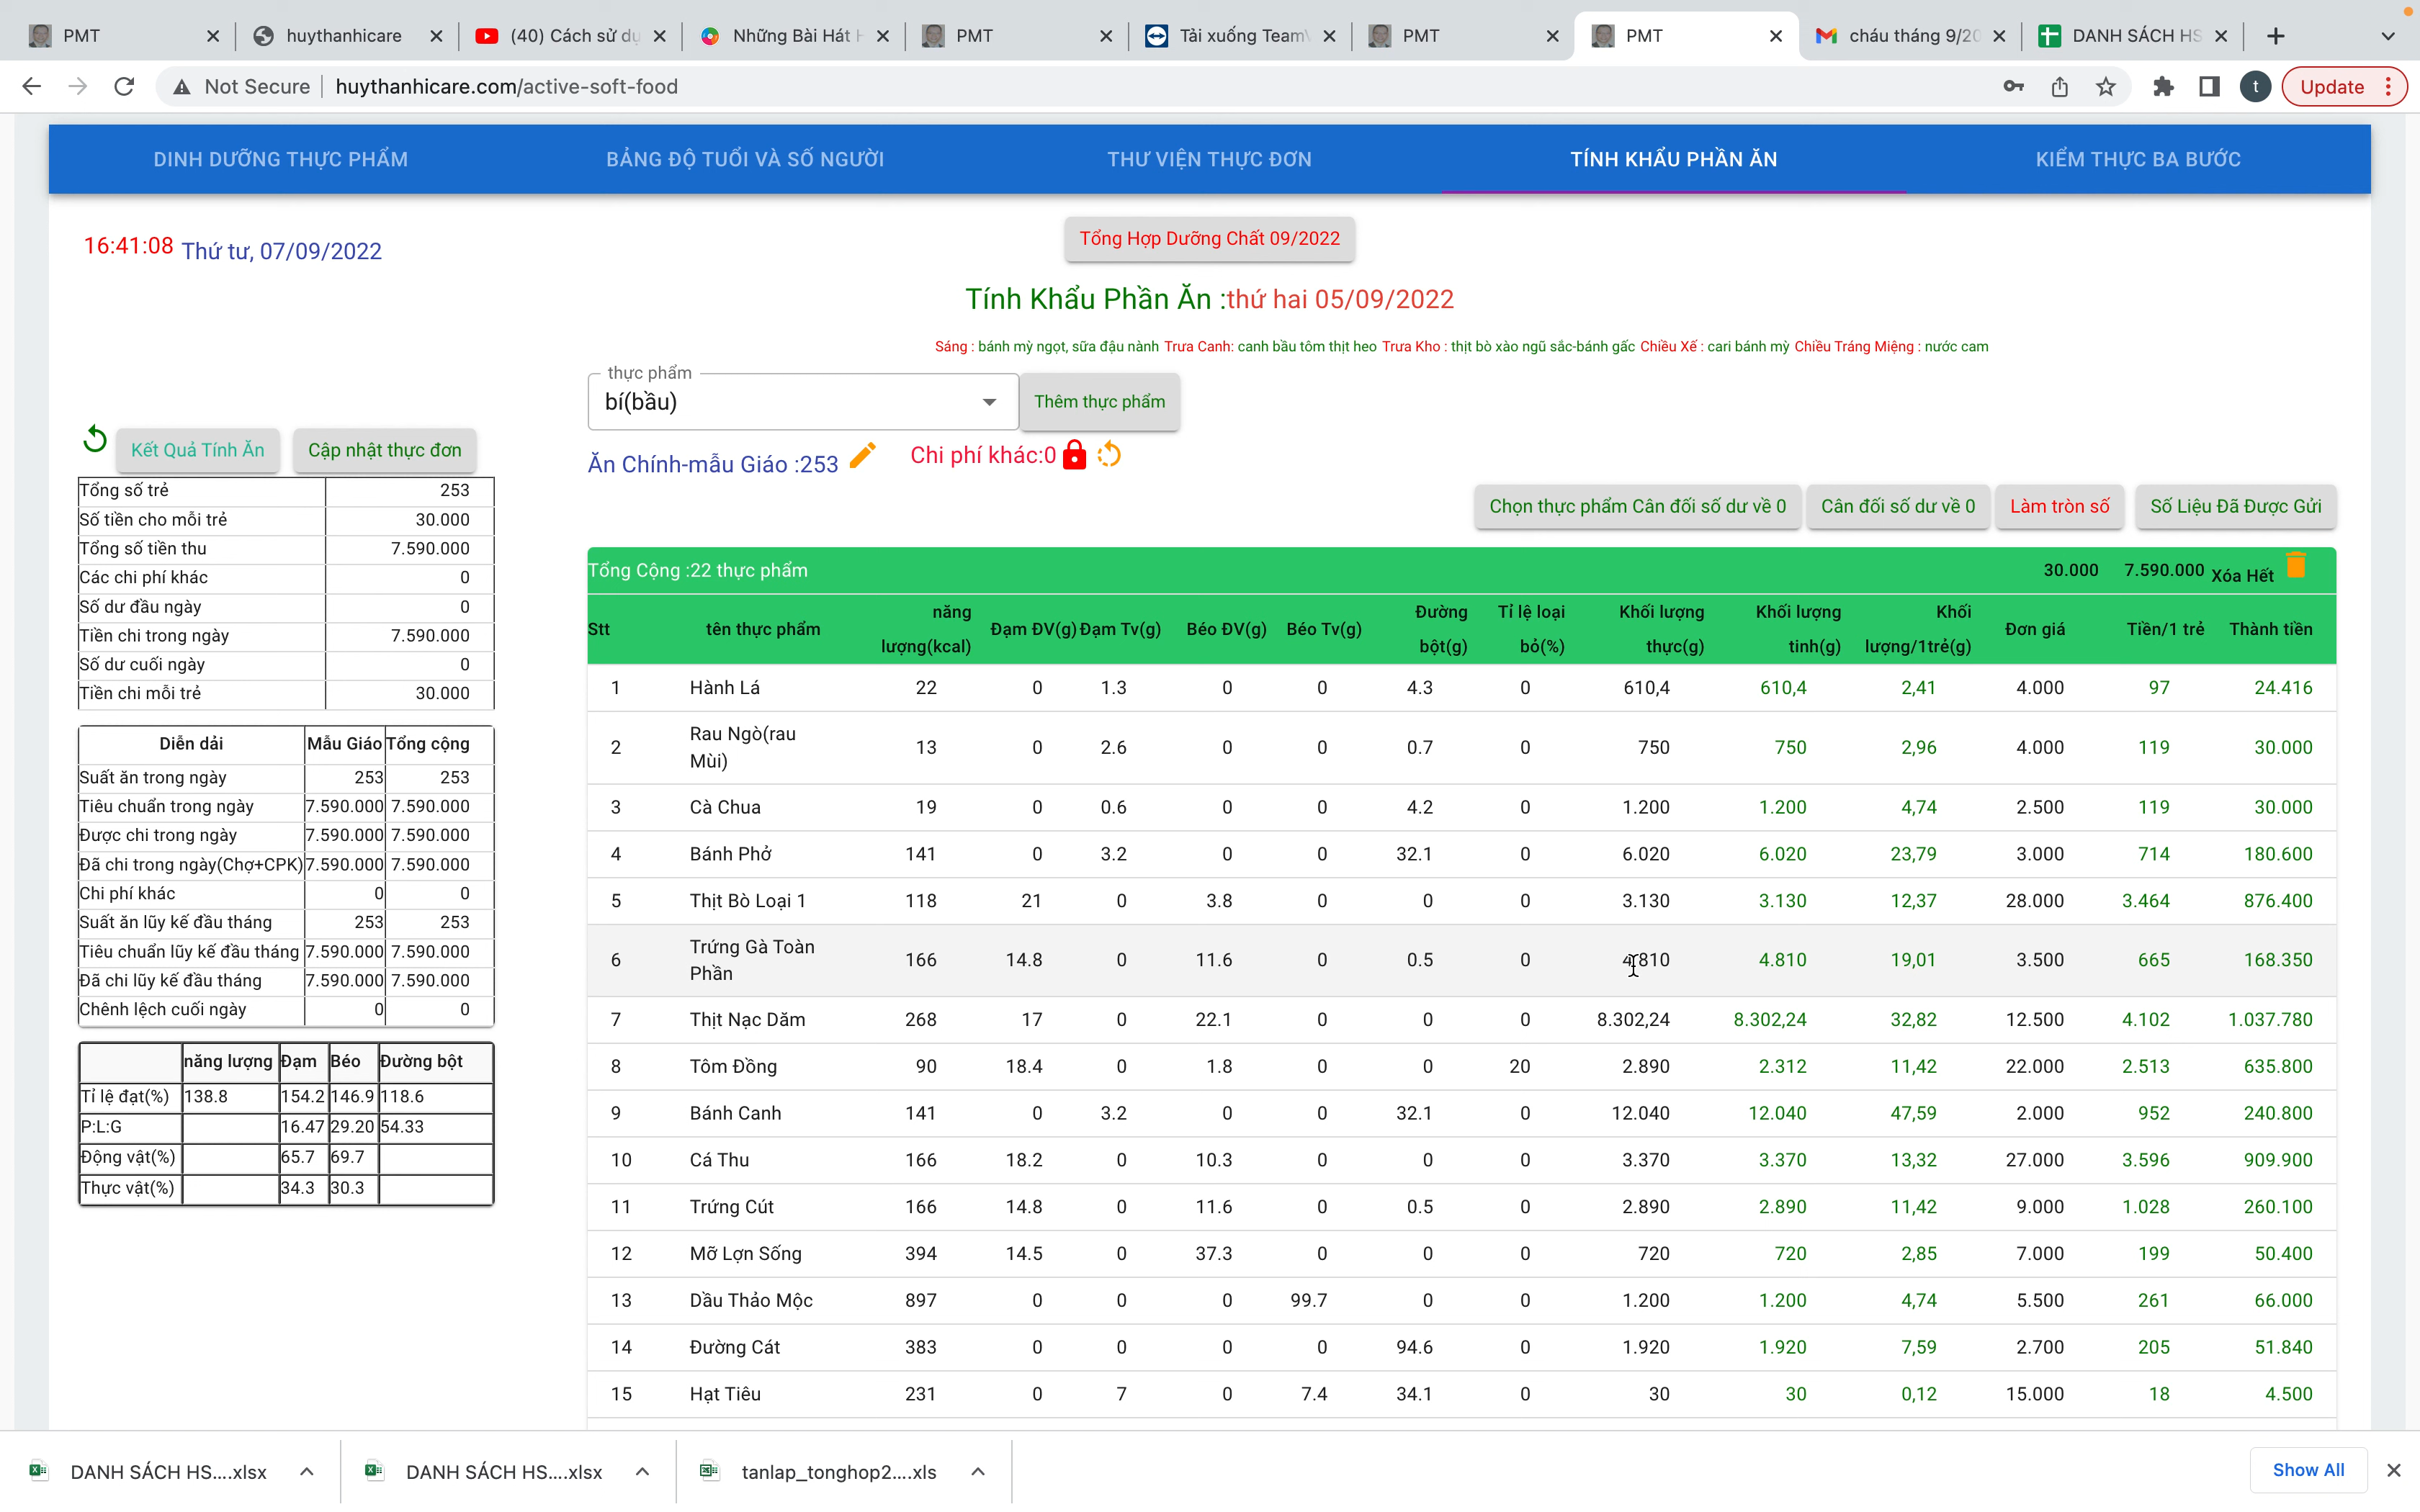 PMT
huythanhicare
(40) Cách sử dụ
Những Bài Hát H
PMT
Tải xuống TeamV
PMT
PMT
cháu tháng 9/20
DANH SÁCH HS
Not Secure
huythanhicare.com/active-soft-food
t
Update
DINH DƯỠNG THỰC PHẨM
BẢNG ĐỘ TUỔI VÀ SỐ NGƯỜI
THƯ VIỆN THỰC ĐƠN
TÍNH KHẨU PHẦN ĂN
KIỂM THỰC BA BƯỚC
16:41:08 Thứ tư, 07/09/2022
Tổng Hợp Dưỡng Chất 09/2022
Tính Khẩu Phần Ăn :thứ hai 05/09/2022
Sáng : bánh mỳ ngọt, sữa đậu nành Trưa Canh: canh bầu tôm thịt heo Trưa Kho : thịt bò xào ngũ sắc-bánh gấc Chiều Xế : cari bánh mỳ Chiều Tráng Miệng : nước cam
thực phẩm
bí(bầu)
Thêm thực phẩm
Kết Quả Tính Ăn
Cập nhật thực đơn
Ăn Chính-mẫu Giáo :253
Chi phí khác:0
Chọn thực phẩm Cân đối số dư về 0
Cân đối số dư về 0
Làm tròn số
Số Liệu Đã Được Gửi
Tổng số trẻ 253
Số tiền cho mỗi trẻ 30.000
Tổng số tiền thu 7.590.000
Các chi phí khác 0
Số dư đầu ngày 0
Tiền chi trong ngày 7.590.000
Số dư cuối ngày 0
Tiền chi mỗi trẻ 30.000
Diễn dải Mẫu Giáo Tổng cộng
Suất ăn trong ngày 253 253
Tiêu chuẩn trong ngày 7.590.000 7.590.000
Được chi trong ngày 7.590.000 7.590.000
Đã chi trong ngày(Chợ+CPK) 7.590.000 7.590.000
Chi phí khác 0 0
Suất ăn lũy kế đầu tháng 253 253
Tiêu chuẩn lũy kế đầu tháng 7.590.000 7.590.000
Đã chi lũy kế đầu tháng 7.590.000 7.590.000
Chênh lệch cuối ngày 0 0
năng lượng Đạm Béo Đường bột
Tỉ lệ đạt(%) 138.8 154.2 146.9 118.6
P:L:G 16.47 29.20 54.33
Động vật(%) 65.7 69.7
Thực vật(%) 34.3 30.3
Tổng Cộng :22 thực phẩm 30.000 7.590.000 Xóa Hết
Stt tên thực phẩm năng lượng(kcal) Đạm ĐV(g) Đạm Tv(g) Béo ĐV(g) Béo Tv(g) Đường bột(g) Tỉ lệ loại bỏ(%) Khối lượng thực(g) Khối lượng tinh(g) Khối lượng/1trẻ(g) Đơn giá Tiền/1 trẻ Thành tiền
1 Hành Lá 22 0 1.3 0 0 4.3 0 610,4 610,4 2,41 4.000 97 24.416
2 Rau Ngò(rau Mùi) 13 0 2.6 0 0 0.7 0 750 750 2,96 4.000 119 30.000
3 Cà Chua 19 0 0.6 0 0 4.2 0 1.200 1.200 4,74 2.500 119 30.000
4 Bánh Phở 141 0 3.2 0 0 32.1 0 6.020 6.020 23,79 3.000 714 180.600
5 Thịt Bò Loại 1 118 21 0 3.8 0 0 0 3.130 3.130 12,37 28.000 3.464 876.400
6 Trứng Gà Toàn Phần 166 14.8 0 11.6 0 0.5 0 4.810 4.810 19,01 3.500 665 168.350
7 Thịt Nạc Dăm 268 17 0 22.1 0 0 0 8.302,24 8.302,24 32,82 12.500 4.102 1.037.780
8 Tôm Đồng 90 18.4 0 1.8 0 0 20 2.890 2.312 11,42 22.000 2.513 635.800
9 Bánh Canh 141 0 3.2 0 0 32.1 0 12.040 12.040 47,59 2.000 952 240.800
10 Cá Thu 166 18.2 0 10.3 0 0 0 3.370 3.370 13,32 27.000 3.596 909.900
11 Trứng Cút 166 14.8 0 11.6 0 0.5 0 2.890 2.890 11,42 9.000 1.028 260.100
12 Mỡ Lợn Sống 394 14.5 0 37.3 0 0 0 720 720 2,85 7.000 199 50.400
13 Dầu Thảo Mộc 897 0 0 0 99.7 0 0 1.200 1.200 4,74 5.500 261 66.000
14 Đường Cát 383 0 0 0 0 94.6 0 1.920 1.920 7,59 2.700 205 51.840
15 Hạt Tiêu 231 0 7 0 7.4 34.1 0 30 30 0,12 15.000 18 4.500
DANH SÁCH HS....xlsx
DANH SÁCH HS....xlsx
tanlap_tonghop2....xls
Show All